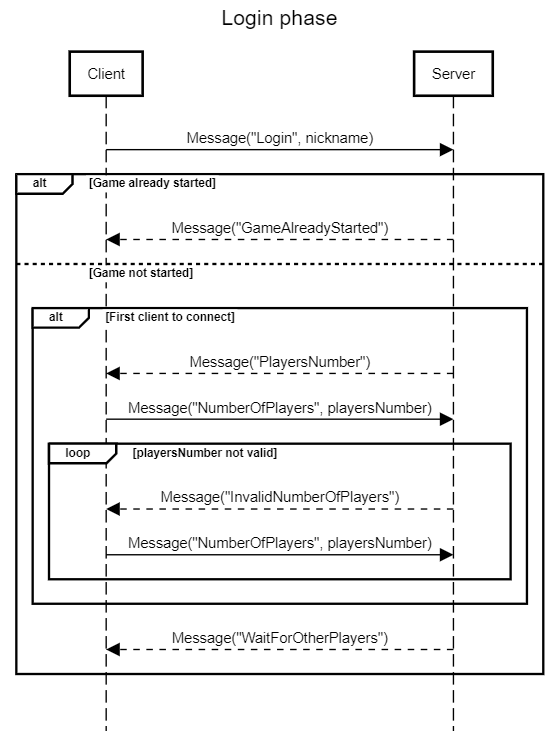 Login phase
Client
Server
Message("Login", nickname)
alt
[Game already started]
Message("GameAlreadyStarted")
[Game not started]
alt
[First client to connect]
Message("PlayersNumber")
Message("NumberOfPlayers", playersNumber)
loop
[playersNumber not valid]
Message("InvalidNumberOfPlayers")
Message("NumberOfPlayers", playersNumber)
Message("WaitForOtherPlayers")